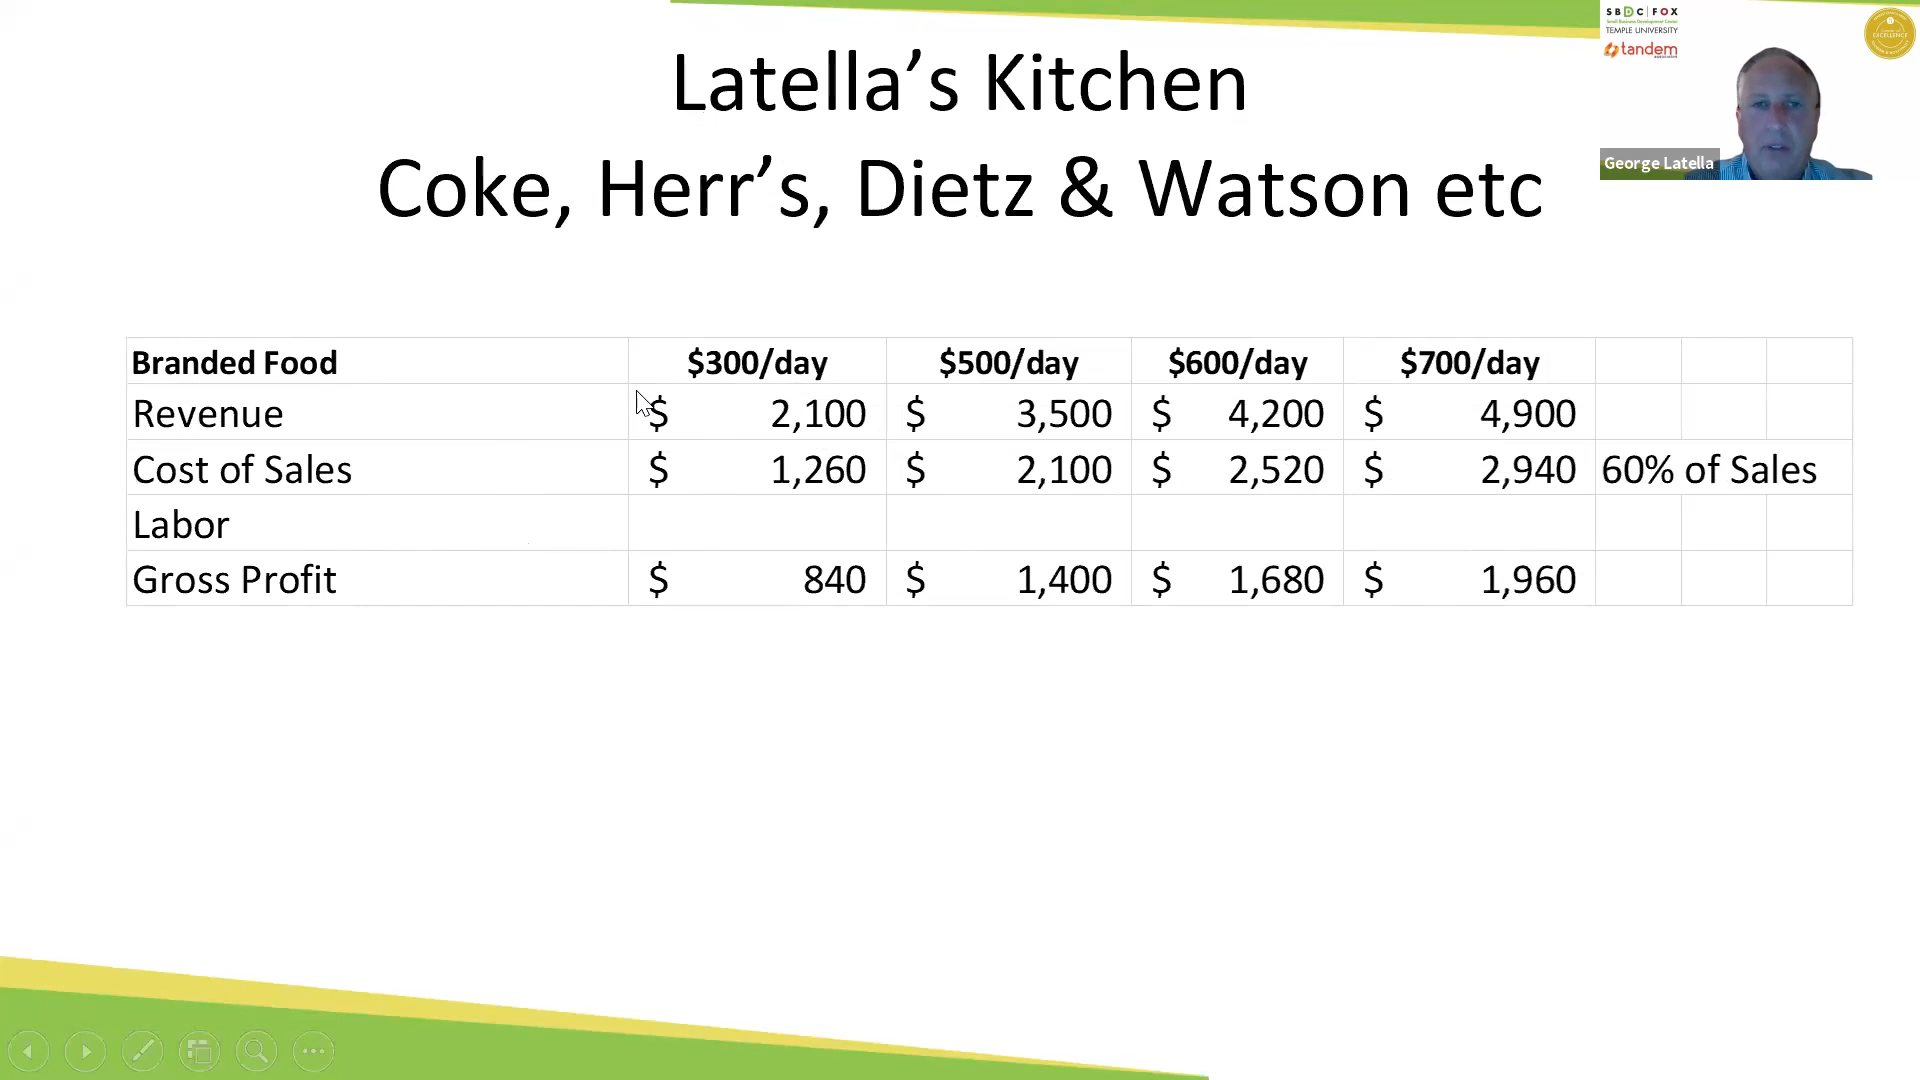 Latella’s Kitchen
Coke, Herr’s, Dietz & Watson etc
SBDC|FOX
Small Business Development Center
TEMPLE UNIVERSITY
tandem
EXCELLENCE
George Latella
Branded Food $300/day $500/day $600/day $700/day
Revenue $ 2,100 $ 3,500 $ 4,200 $ 4,900
Cost of Sales $ 1,260 $ 2,100 $ 2,520 $ 2,940 60% of Sales
Labor
Gross Profit $ 840 $ 1,400 $ 1,680 $ 1,960